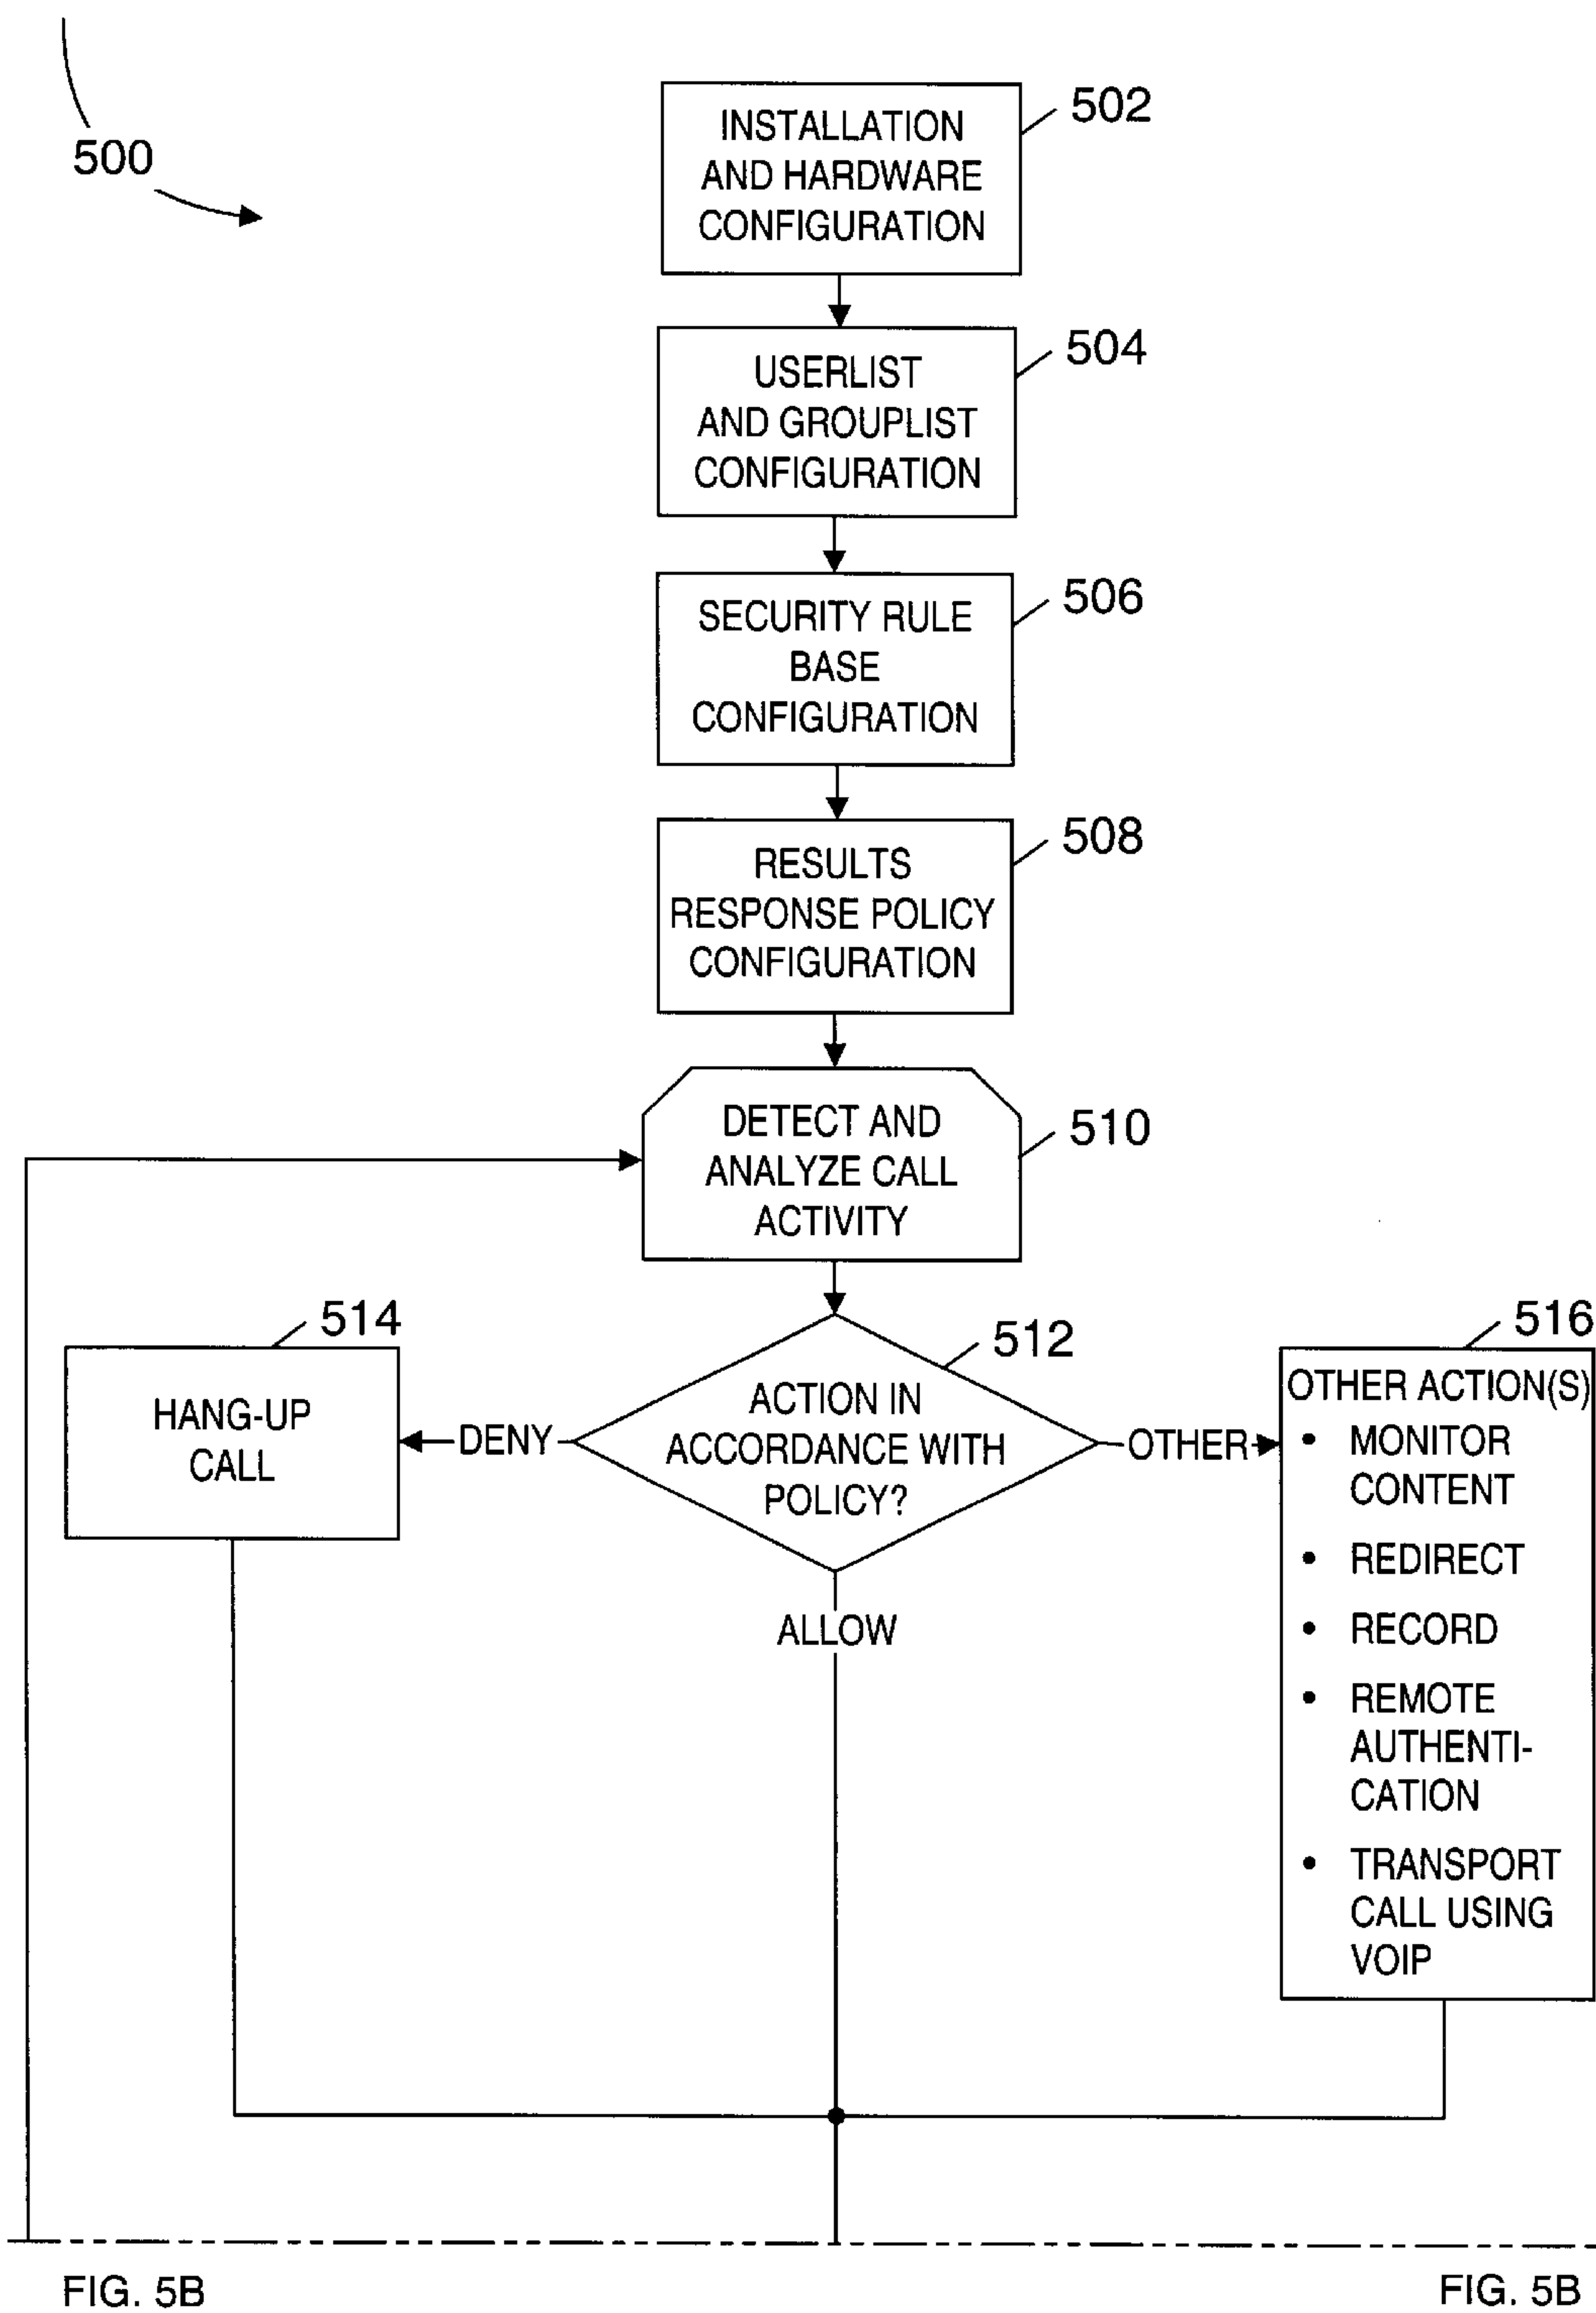 500
502
INSTALLATION
AND HARDWARE
CONFIGURATION
504
USERLIST
AND GROUPLIST
CONFIGURATION
506
SECURITY RULE
BASE
CONFIGURATION
508
RESULTS
RESPONSE POLICY
CONFIGURATION
510
DETECT AND
ANALYZE CALL
ACTIVITY
514
HANG-UP
CALL
DENY
512
ACTION IN
ACCORDANCE WITH
POLICY?
OTHER
ALLOW
516
OTHER ACTION(S)
• MONITOR
CONTENT
• REDIRECT
• RECORD
• REMOTE
AUTHENTI-
CATION
• TRANSPORT
CALL USING
VOIP
FIG. 5B
FIG. 5B